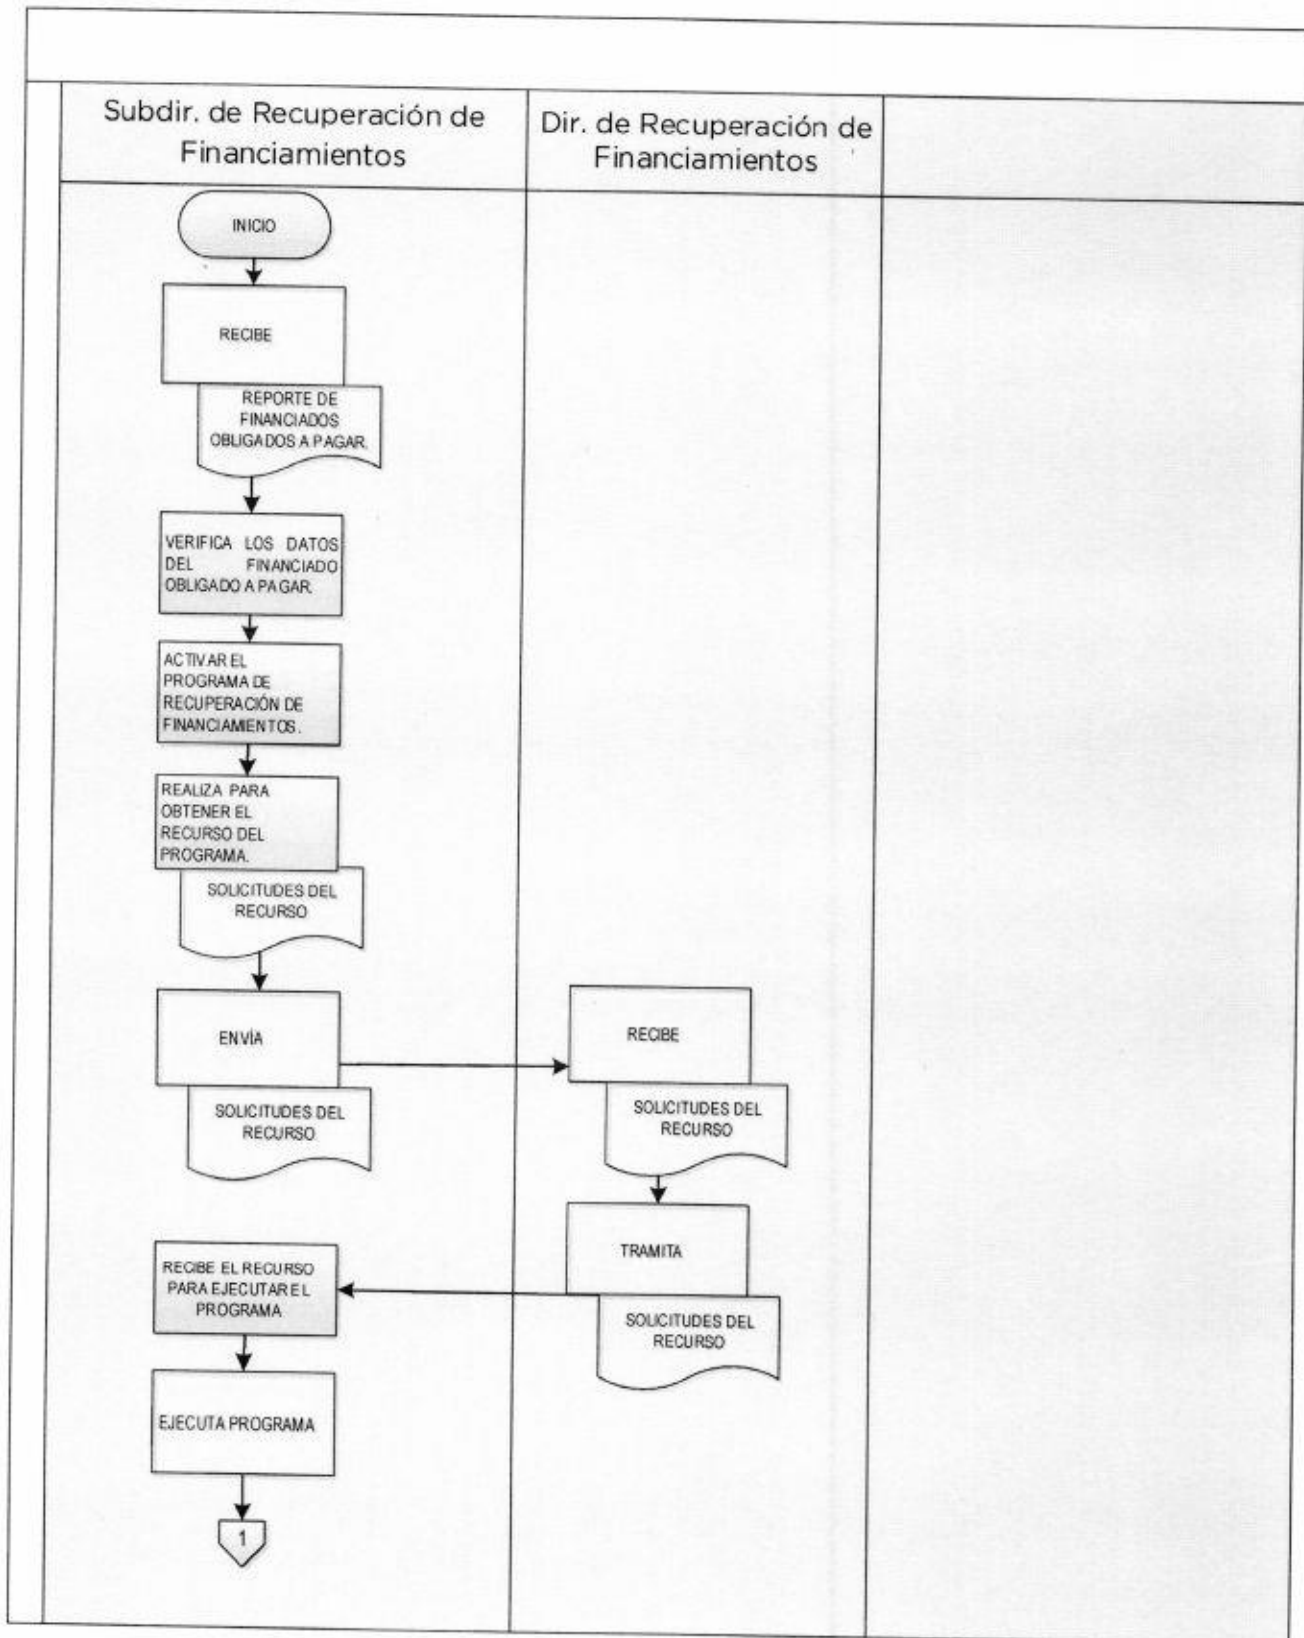 Subdir. de Recuperación de
Financiamientos
Dir. de Recuperación de
Financiamientos
INICIO
RECIBE
REPORTE DE
FINANCIADOS
OBLIGADOS A PAGAR.
VERIFICA LOS DATOS
DEL FINANCIADO
OBLIGADO A PAGAR.
ACTIVAR EL
PROGRAMA DE
RECUPERACIÓN DE
FINANCIAMIENTOS.
REALIZA PARA
OBTENER EL
RECURSO DEL
PROGRAMA.
SOLICITUDES DEL
RECURSO
ENVÍA
SOLICITUDES DEL
RECURSO
RECIBE
SOLICITUDES DEL
RECURSO
TRAMITA
SOLICITUDES DEL
RECURSO
RECIBE EL RECURSO
PARA EJECUTAR EL
PROGRAMA
EJECUTA PROGRAMA
1